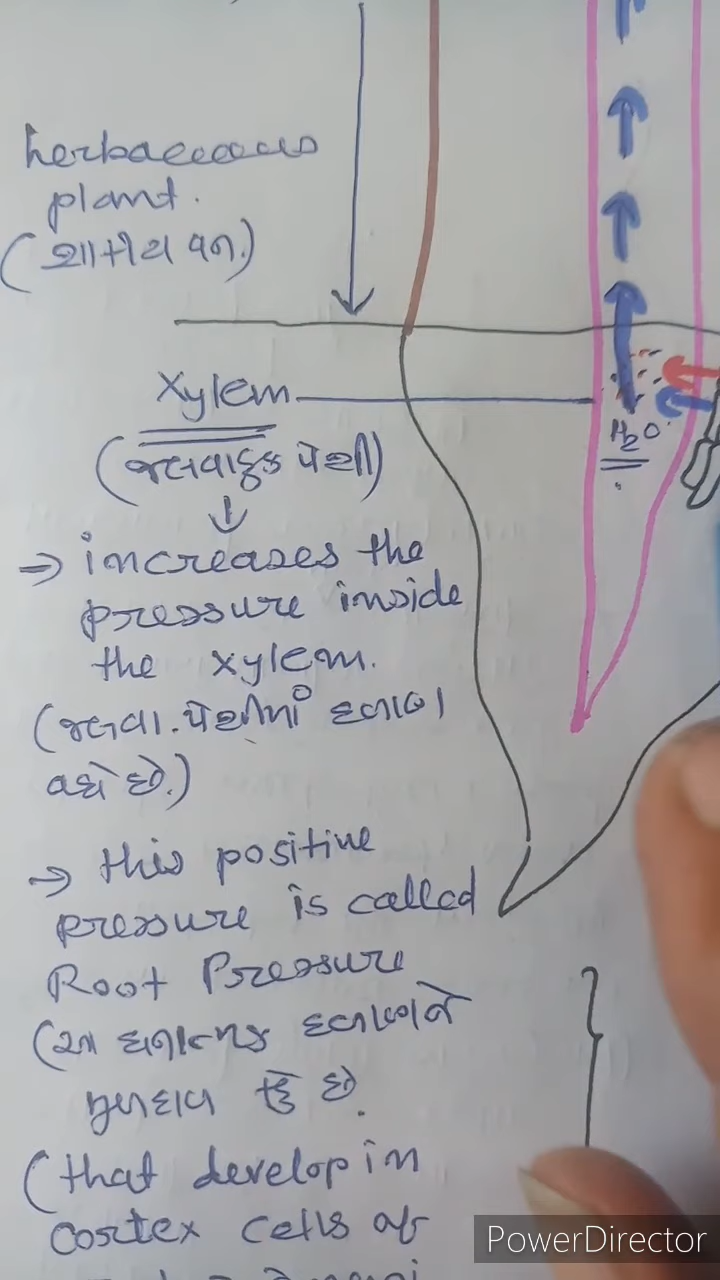 herbaceous
plant.
(શાકીય વન.)
Xylem
H2O
(જલવાહક પેશી)
→ increases the
pressure inside
the xylem.
(જલવા. પેશીમાં દબાણ
વધે છે.)
→ this positive
pressure is called
Root Pressure
(આ ધનાત્મક દબાણને
મૂળદાબ કહે છે.
(that develop in
cortex cells of
PowerDirector